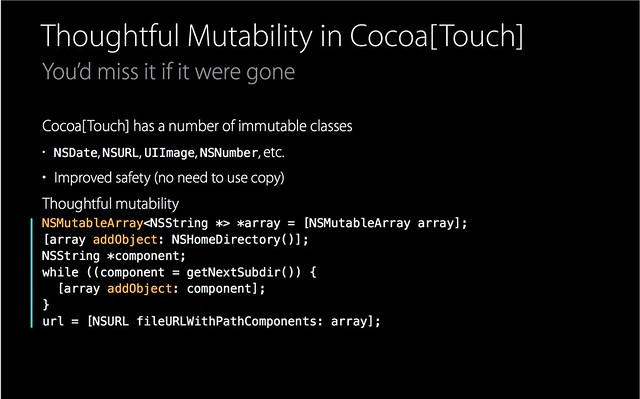 Thoughtful Mutability in Cocoa[Touch]
You'd miss it if it were gone
Cocoa[Touch] has a number of immutable classes
• NSDate, NSURL, UIImage, NSNumber, etc.
• Improved safety (no need to use copy)
Thoughtful mutability
NSMutableArray<NSString *> *array = [NSMutableArray array];
[array addObject: NSHomeDirectory()];
NSString *component;
while ((component = getNextSubdir()) {
  [array addObject: component];
}
url = [NSURL fileURLWithPathComponents: array];